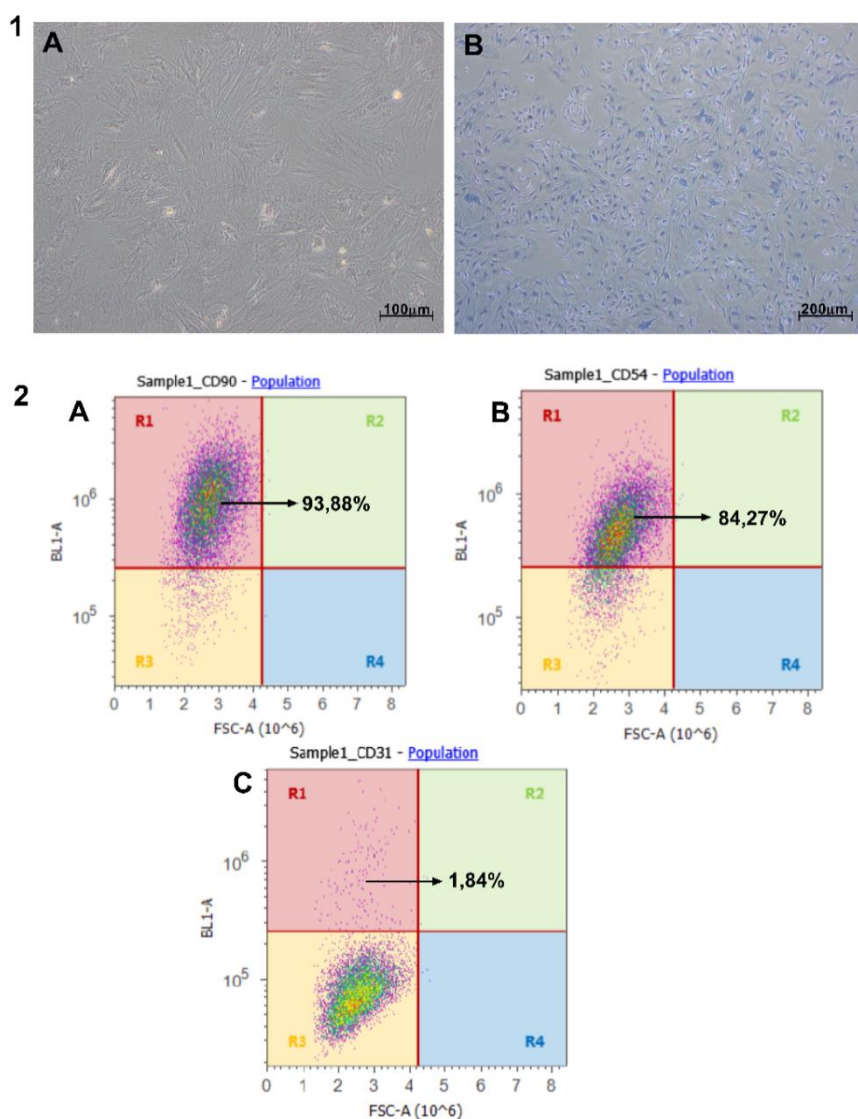 1
A
B
100µm
200µm
2
Sample1_CD90 - Population
A
R1
R2
93,88%
10^6
10^5
BL1-A
R3
R4
0 1 2 3 4 5 6 7 8
FSC-A (10^6)
Sample1_CD54 - Population
B
R1
R2
84,27%
10^6
10^5
BL1-A
R3
R4
0 1 2 3 4 5 6 7 8
FSC-A (10^6)
Sample1_CD31 - Population
C
R1
R2
1,84%
10^6
10^5
BL1-A
R3
R4
0 1 2 3 4 5 6 7 8
FSC-A (10^6)